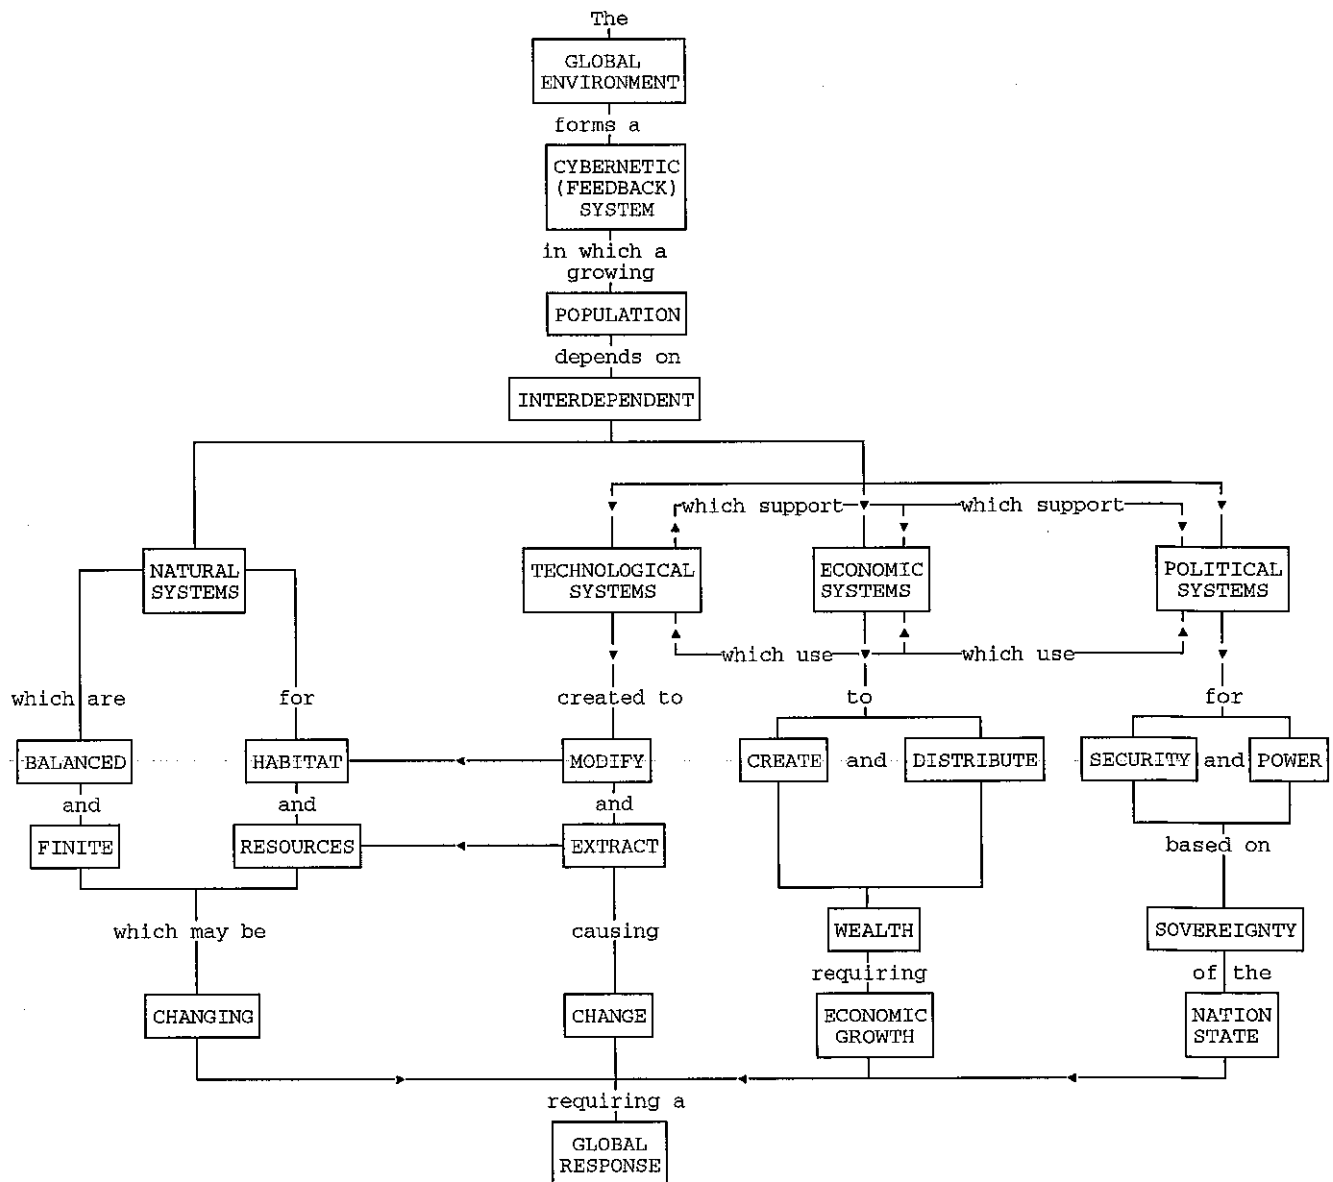 The
GLOBAL
ENVIRONMENT
forms a
CYBERNETIC
(FEEDBACK)
SYSTEM
in which a
growing
POPULATION
depends on
INTERDEPENDENT
which support which support
NATURAL
SYSTEMS
TECHNOLOGICAL
SYSTEMS
ECONOMIC
SYSTEMS
POLITICAL
SYSTEMS
which use which use
which are for created to to for
BALANCED HABITAT MODIFY CREATE and DISTRIBUTE SECURITY and POWER
and and and
FINITE RESOURCES EXTRACT based on
which may be causing WEALTH SOVEREIGNTY
requiring of the
CHANGING CHANGE ECONOMIC
GROWTH
NATION
STATE
requiring a
GLOBAL
RESPONSE